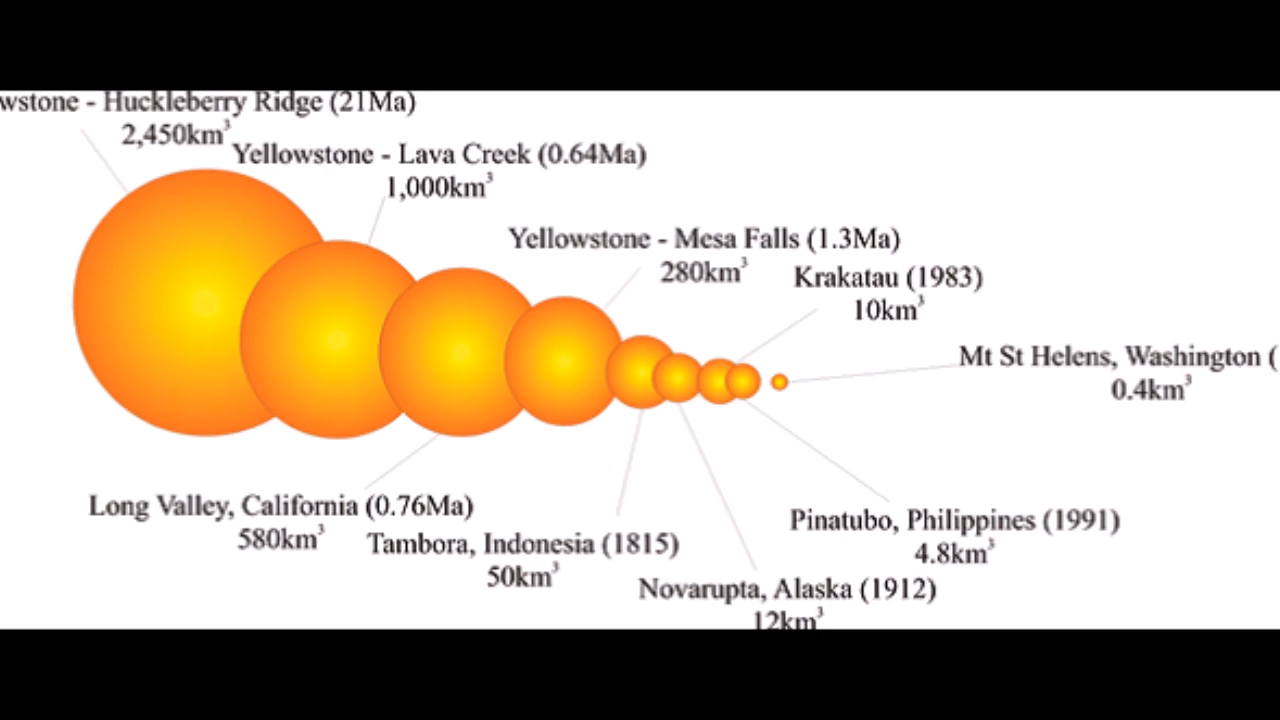 wstone - Huckleberry Ridge (21Ma)
2,450km³
Yellowstone - Lava Creek (0.64Ma)
1,000km³
Yellowstone - Mesa Falls (1.3Ma)
280km³
Krakatau (1983)
10km³
Mt St Helens, Washington (
0.4km³
Long Valley, California (0.76Ma)
580km³
Tambora, Indonesia (1815)
50km³
Pinatubo, Philippines (1991)
4.8km³
Novarupta, Alaska (1912)
12km³